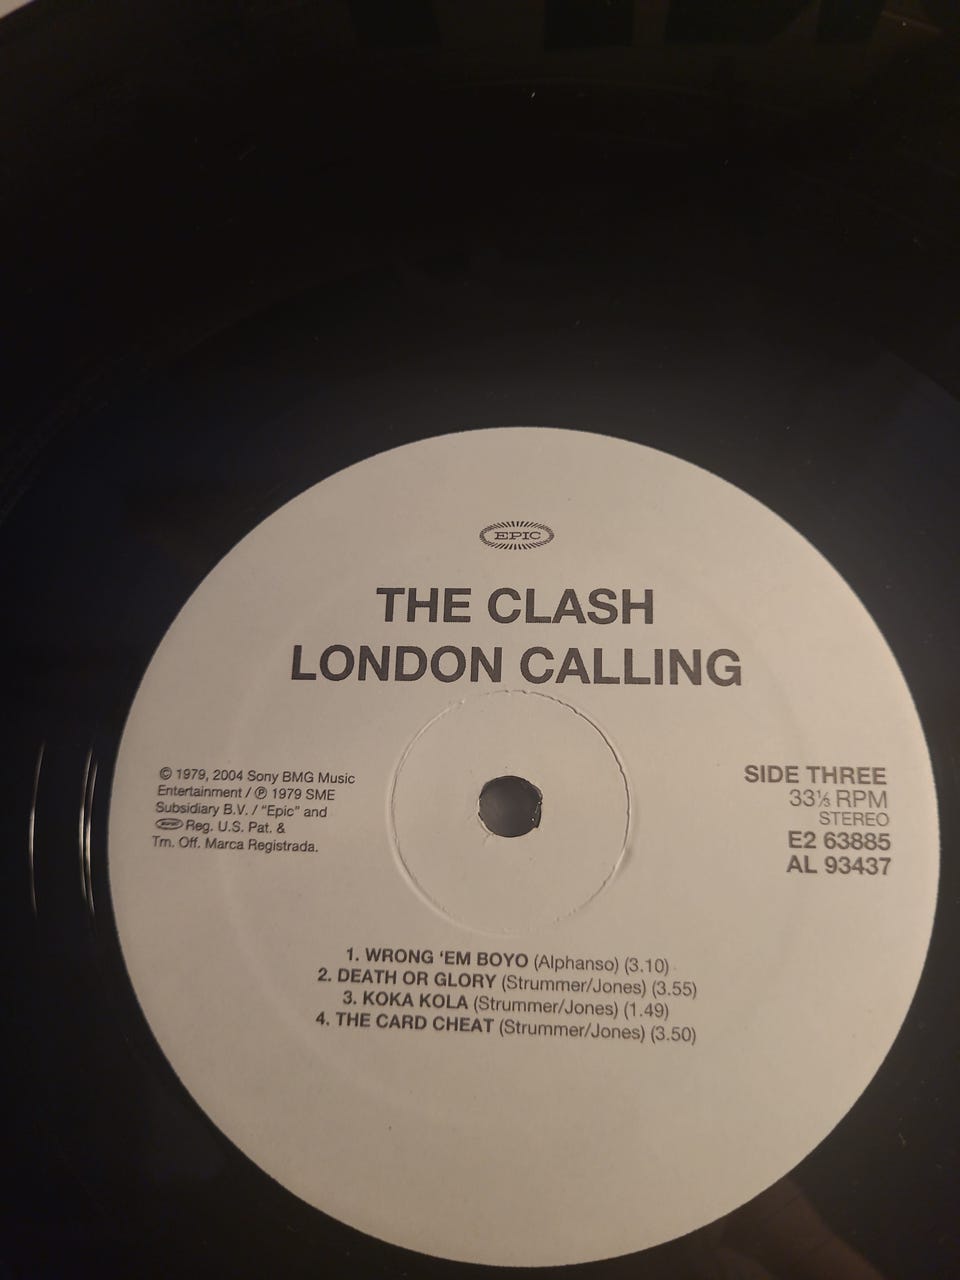 EPIC
THE CLASH
LONDON CALLING
© 1979, 2004 Sony BMG Music
Entertainment / ℗ 1979 SME
Subsidiary B.V. / "Epic" and
EPIC Reg. U.S. Pat. &
Tm. Off. Marca Registrada.
SIDE THREE
33⅓ RPM
STEREO
E2 63885
AL 93437
1. WRONG 'EM BOYO (Alphanso) (3.10)
2. DEATH OR GLORY (Strummer/Jones) (3.55)
3. KOKA KOLA (Strummer/Jones) (1.49)
4. THE CARD CHEAT (Strummer/Jones) (3.50)